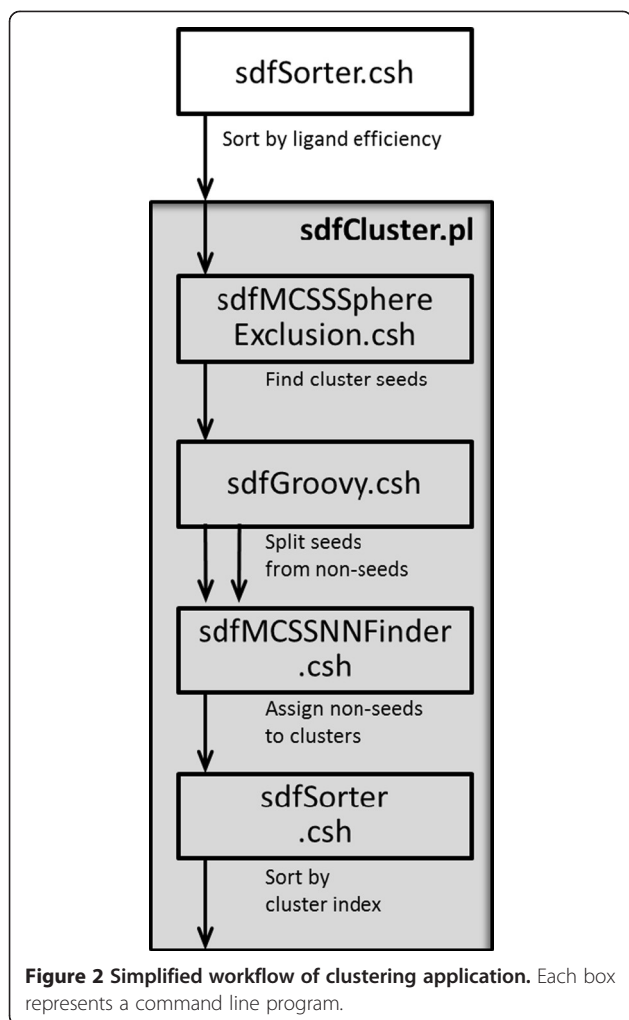 sdfSorter.csh
Sort by ligand efficiency
sdfCluster.pl
sdfMCSSSphere
Exclusion.csh
Find cluster seeds
sdfGroovy.csh
Split seeds
from non-seeds
sdfMCSSNNFinder
.csh
Assign non-seeds
to clusters
sdfSorter
.csh
Sort by
cluster index
Figure 2 Simplified workflow of clustering application. Each box
represents a command line program.